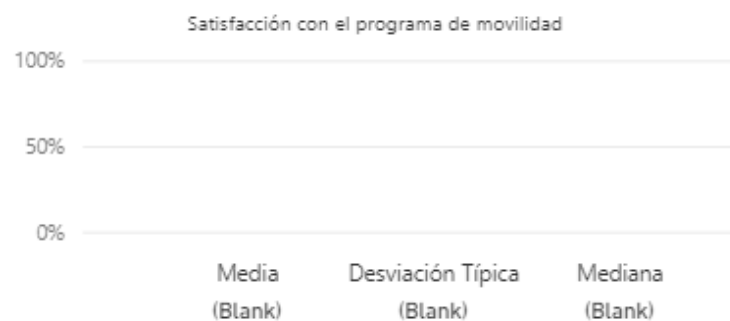 Satisfacción con el programa de movilidad
100%
50%
0%
Media Desviación Típica Mediana
(Blank) (Blank) (Blank)